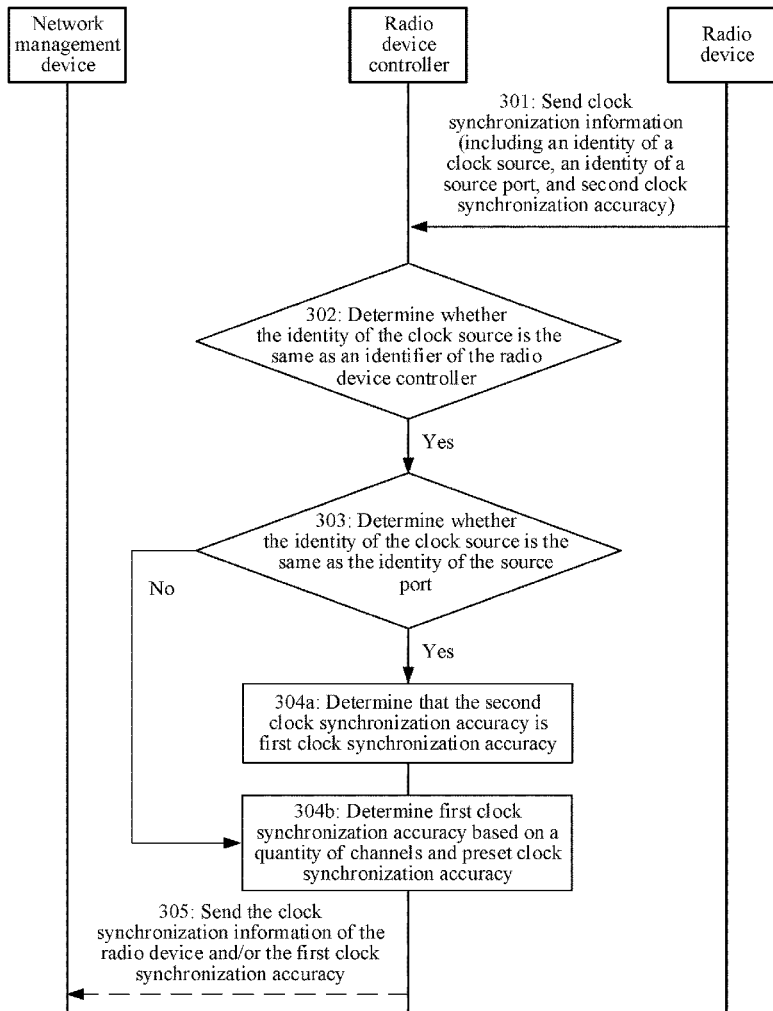 Network
management
device
Radio
device
controller
Radio
device
301: Send clock
synchronization information
(including an identity of a
clock source, an identity of a
source port, and second clock
synchronization accuracy)
302: Determine whether
the identity of the clock source is the
same as an identifier of the radio
device controller
Yes
303: Determine whether
the identity of the clock source is the
same as the identity of the source
port
No
Yes
304a: Determine that the second
clock synchronization accuracy is
first clock synchronization accuracy
304b: Determine first clock
synchronization accuracy based on a
quantity of channels and preset clock
synchronization accuracy
305: Send the clock
synchronization information of the
radio device and/or the first clock
synchronization accuracy